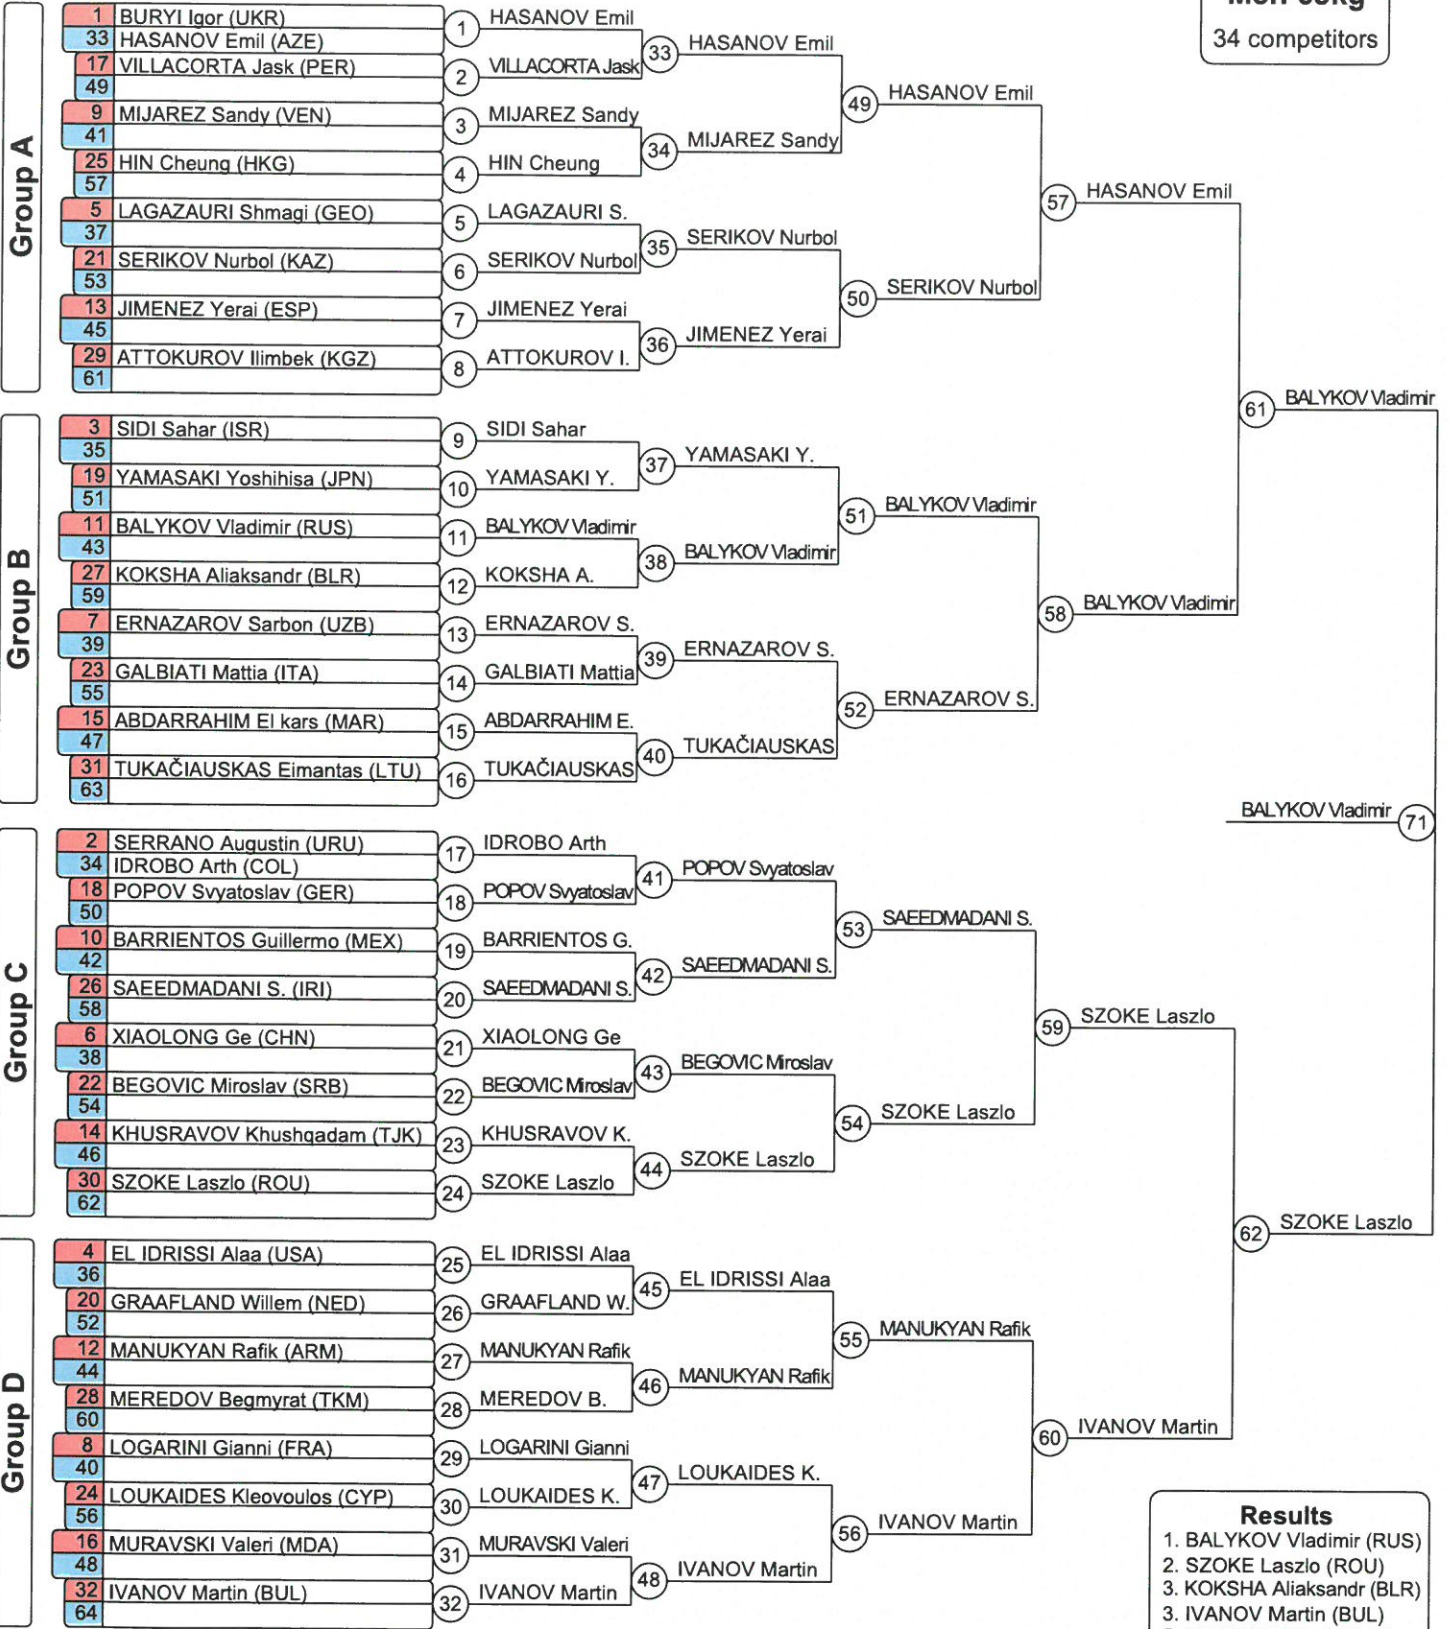 34 competitors
Group A
1 BURYI Igor (UKR)
33 HASANOV Emil (AZE)
17 VILLACORTA Jask (PER)
49
9 MIJAREZ Sandy (VEN)
41
25 HIN Cheung (HKG)
57
5 LAGAZAURI Shmagi (GEO)
37
21 SERIKOV Nurbol (KAZ)
53
13 JIMENEZ Yerai (ESP)
45
29 ATTOKUROV Ilimbek (KGZ)
61
1 HASANOV Emil
2 VILLACORTA Jask
3 MIJAREZ Sandy
4 HIN Cheung
5 LAGAZAURI S.
6 SERIKOV Nurbol
7 JIMENEZ Yerai
8 ATTOKUROV I.
33 HASANOV Emil
34 MIJAREZ Sandy
35 SERIKOV Nurbol
36 JIMENEZ Yerai
49 HASANOV Emil
50 SERIKOV Nurbol
57 HASANOV Emil
Group B
3 SIDI Sahar (ISR)
35
19 YAMASAKI Yoshihisa (JPN)
51
11 BALYKOV Vladimir (RUS)
43
27 KOKSHA Aliaksandr (BLR)
59
7 ERNAZAROV Sarbon (UZB)
39
23 GALBIATI Mattia (ITA)
55
15 ABDARRAHIM El kars (MAR)
47
31 TUKAČIAUSKAS Eimantas (LTU)
63
9 SIDI Sahar
10 YAMASAKI Y.
11 BALYKOV Vladimir
12 KOKSHA A.
13 ERNAZAROV S.
14 GALBIATI Mattia
15 ABDARRAHIM E.
16 TUKAČIAUSKAS
37 YAMASAKI Y.
38 BALYKOV Vladimir
39 ERNAZAROV S.
40 TUKAČIAUSKAS
51 BALYKOV Vladimir
52 ERNAZAROV S.
58 BALYKOV Vladimir
61 BALYKOV Vladimir
BALYKOV Vladimir 71
Group C
2 SERRANO Augustin (URU)
34 IDROBO Arth (COL)
18 POPOV Svyatoslav (GER)
50
10 BARRIENTOS Guillermo (MEX)
42
26 SAEEDMADANI S. (IRI)
58
6 XIAOLONG Ge (CHN)
38
22 BEGOVIC Miroslav (SRB)
54
14 KHUSRAVOV Khushqadam (TJK)
46
30 SZOKE Laszlo (ROU)
62
17 IDROBO Arth
18 POPOV Svyatoslav
19 BARRIENTOS G.
20 SAEEDMADANI S.
21 XIAOLONG Ge
22 BEGOVIC Miroslav
23 KHUSRAVOV K.
24 SZOKE Laszlo
41 POPOV Svyatoslav
42 SAEEDMADANI S.
43 BEGOVIC Miroslav
44 SZOKE Laszlo
53 SAEEDMADANI S.
54 SZOKE Laszlo
59 SZOKE Laszlo
Group D
4 EL IDRISSI Alaa (USA)
36
20 GRAAFLAND Willem (NED)
52
12 MANUKYAN Rafik (ARM)
44
28 MEREDOV Begmyrat (TKM)
60
8 LOGARINI Gianni (FRA)
40
24 LOUKAIDES Kleovoulos (CYP)
56
16 MURAVSKI Valeri (MDA)
48
32 IVANOV Martin (BUL)
64
25 EL IDRISSI Alaa
26 GRAAFLAND W.
27 MANUKYAN Rafik
28 MEREDOV B.
29 LOGARINI Gianni
30 LOUKAIDES K.
31 MURAVSKI Valeri
32 IVANOV Martin
45 EL IDRISSI Alaa
46 MANUKYAN Rafik
47 LOUKAIDES K.
48 IVANOV Martin
55 MANUKYAN Rafik
56 IVANOV Martin
60 IVANOV Martin
62 SZOKE Laszlo
Results
1. BALYKOV Vladimir (RUS)
2. SZOKE Laszlo (ROU)
3. KOKSHA Aliaksandr (BLR)
3. IVANOV Martin (BUL)